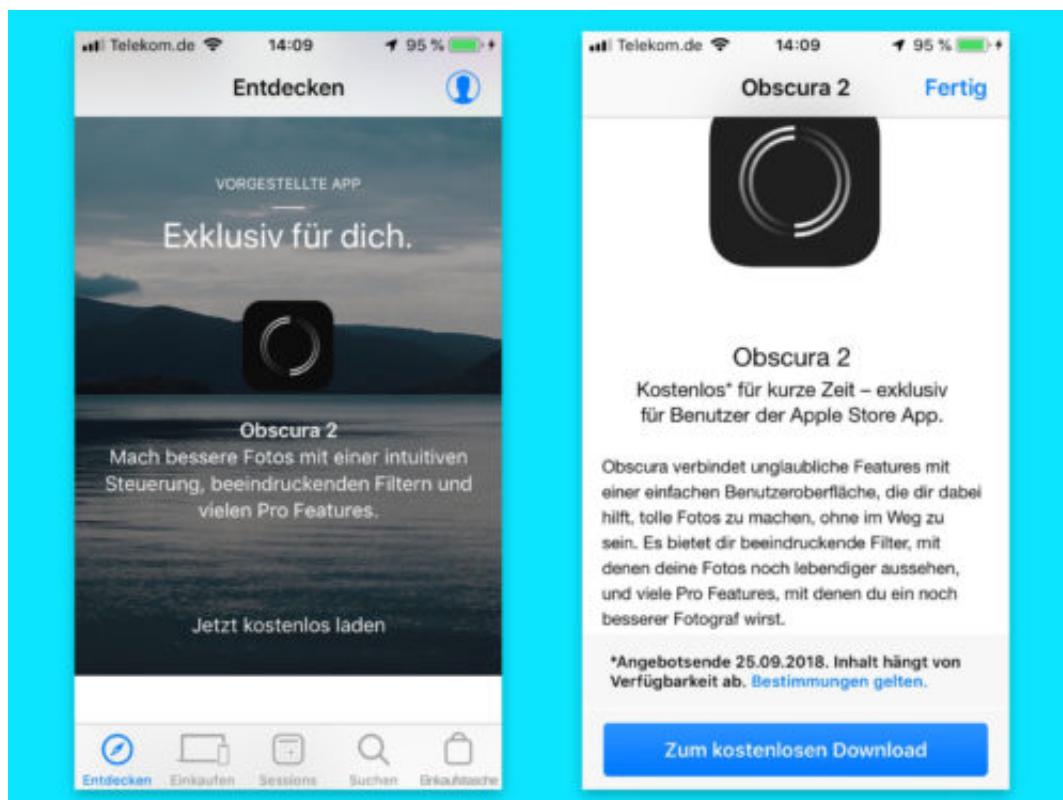 Telekom.de 14:09 95 %
Entdecken
VORGESTELLTE APP
Exklusiv für dich.
Obscura 2
Mach bessere Fotos mit einer intuitiven
Steuerung, beeindruckenden Filtern und
vielen Pro Features.
Jetzt kostenlos laden
Entdecken Einkaufen Sessions Suchen Einkaufstasche
Telekom.de 14:09 95 %
Obscura 2 Fertig
Obscura 2
Kostenlos* für kurze Zeit – exklusiv
für Benutzer der Apple Store App.
Obscura verbindet unglaubliche Features mit
einer einfachen Benutzeroberfläche, die dir dabei
hilft, tolle Fotos zu machen, ohne im Weg zu
sein. Es bietet dir beeindruckende Filter, mit
denen deine Fotos noch lebendiger aussehen,
und viele Pro Features, mit denen du ein noch
besserer Fotograf wirst.
*Angebotsende 25.09.2018. Inhalt hängt von
Verfügbarkeit ab. Bestimmungen gelten.
Zum kostenlosen Download